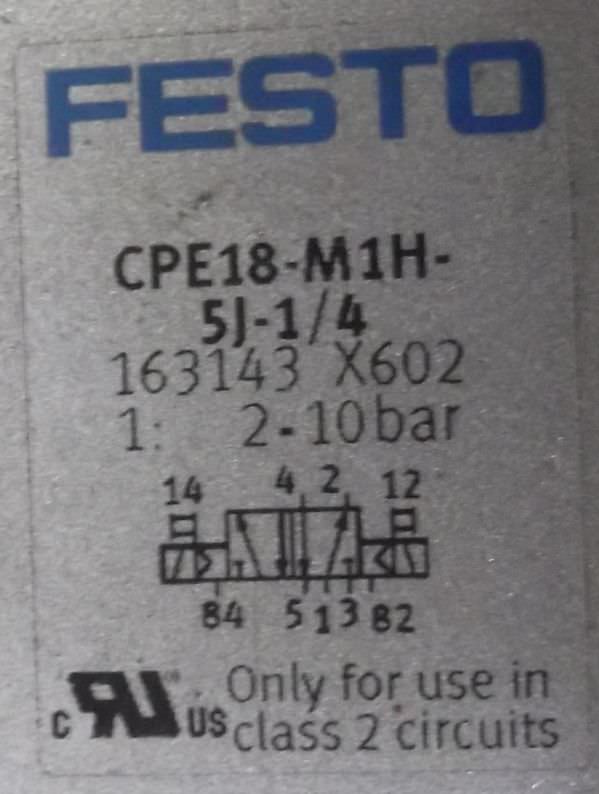 FESTO
CPE18-M1H-
5J-1/4
163143 X602
1: 2-10bar
14 4 2 12
84 5 1 3 82
Only for use in
c RU US class 2 circuits